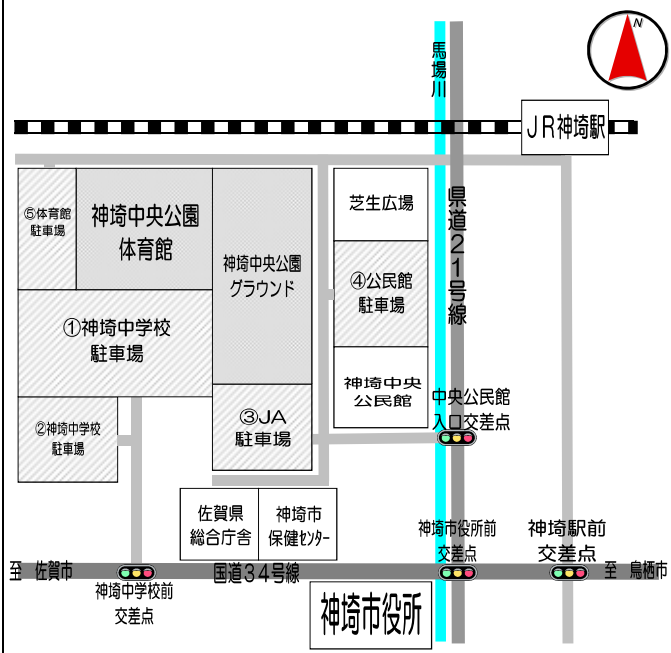 馬場川
JR神埼駅
⑤体育館
駐車場
神埼中央公園
体育館
神埼中央公園
グラウンド
芝生広場
県道21号線
④公民館
駐車場
①神埼中学校
駐車場
神埼中央
公民館
中央公民館
入口交差点
②神埼中学校
駐車場
③JA
駐車場
佐賀県
総合庁舎
神埼市
保健センター
神埼市役所前
交差点
神埼駅前
交差点
至 佐賀市
国道34号線
至 鳥栖市
神埼中学校前
交差点
神埼市役所